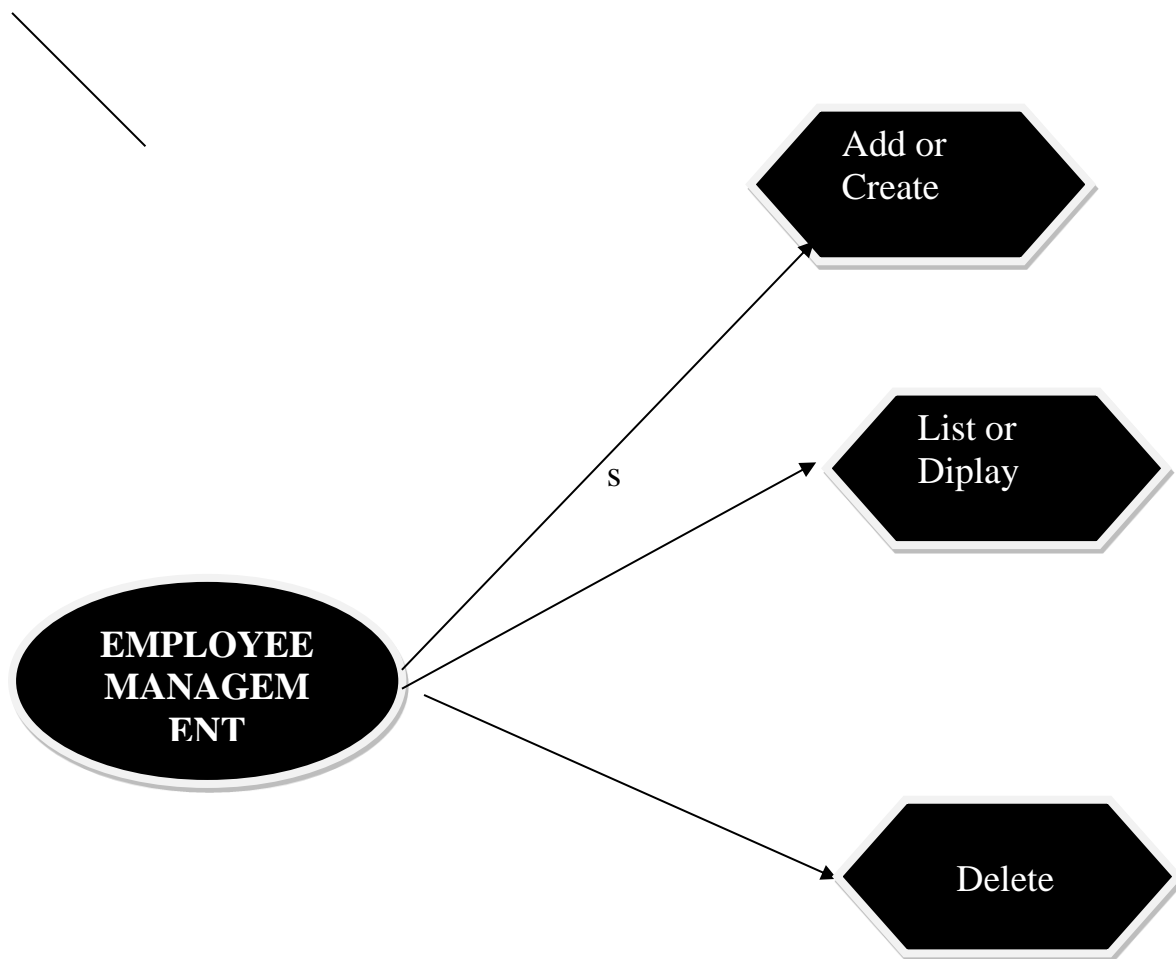 Add or
Create
List or
Diplay
s
EMPLOYEE
MANAGEM
ENT
Delete